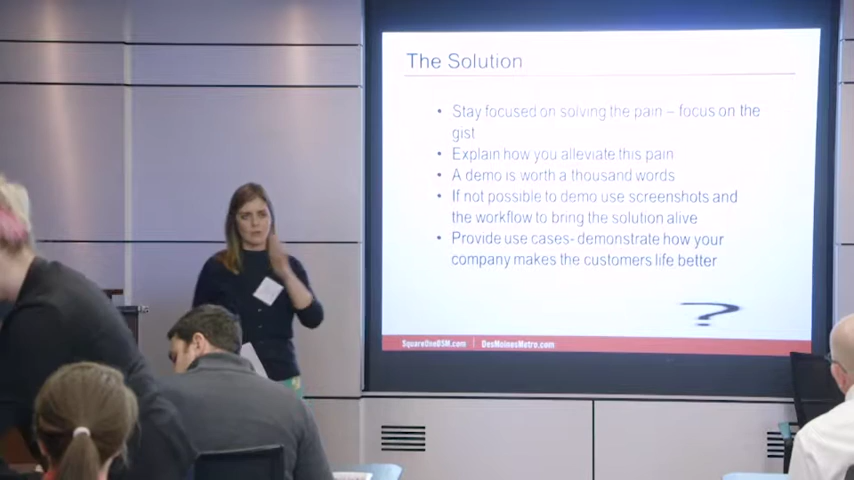 The Solution
• Stay focused on solving the pain – focus on the
gist
• Explain how you alleviate this pain
• A demo is worth a thousand words
• If not possible to demo use screenshots and
the workflow to bring the solution alive
• Provide use cases- demonstrate how your
company makes the customers life better
?
SquareOneDSM.com | DesMoinesMetro.com